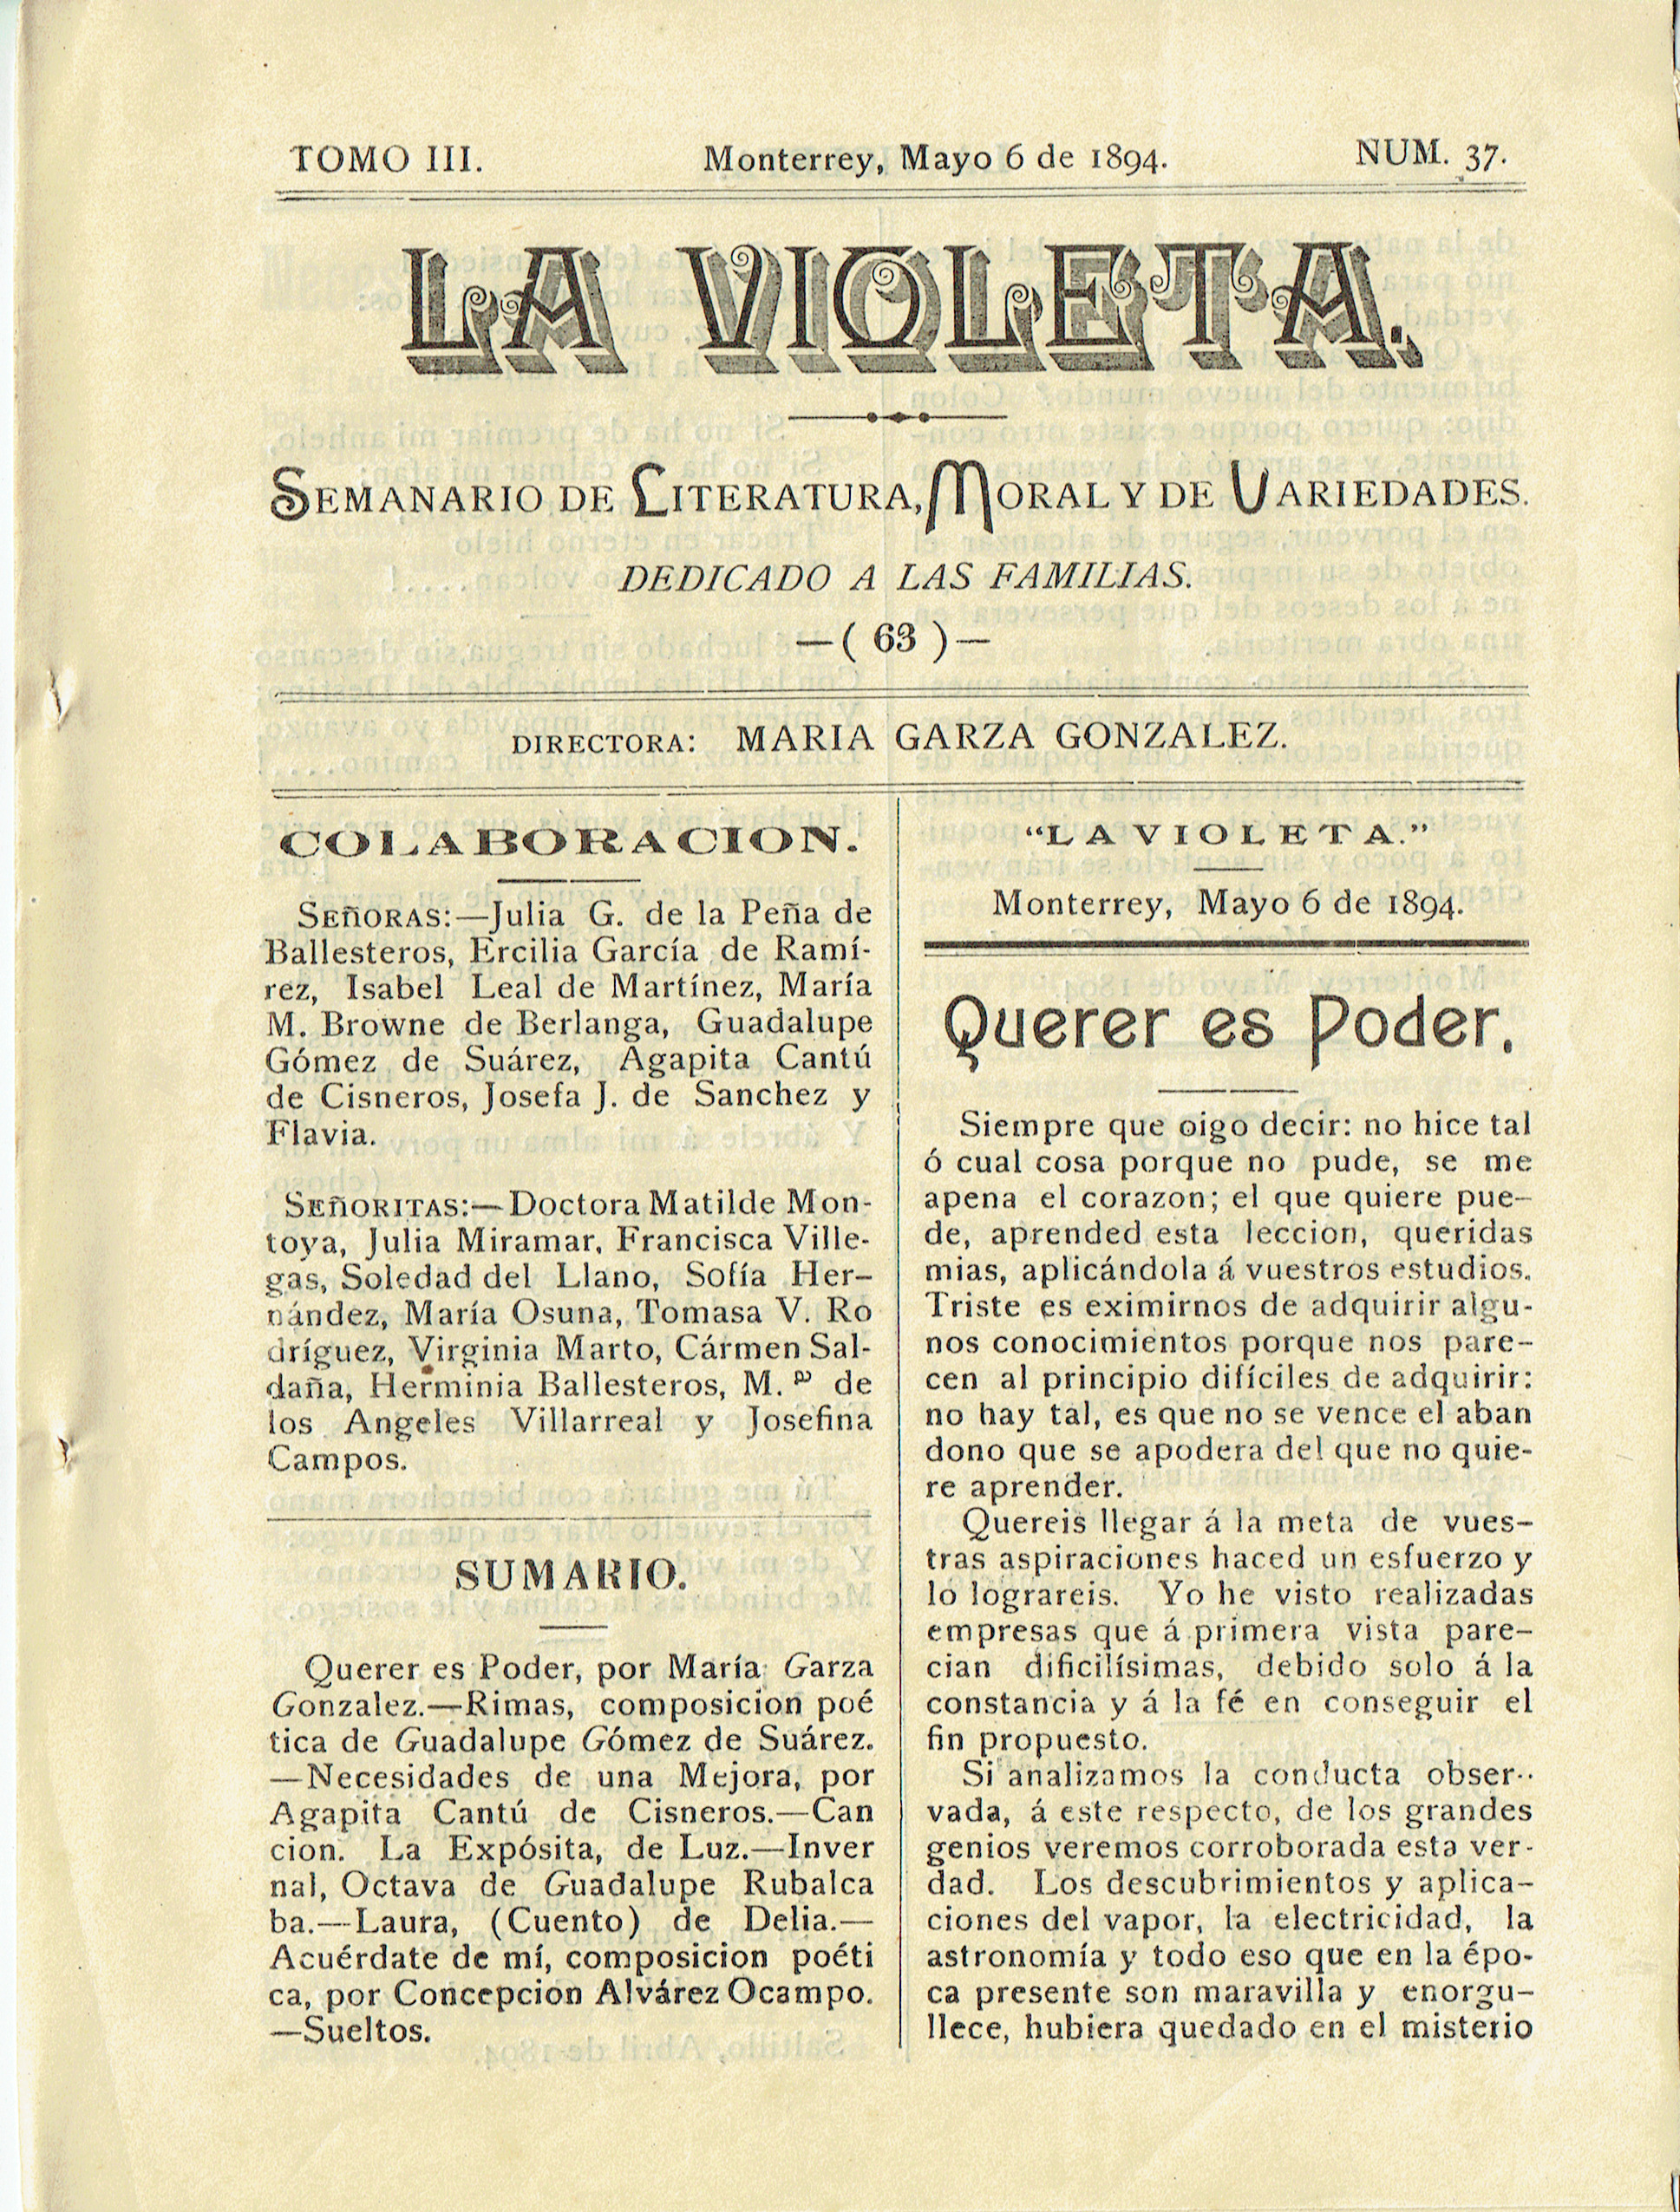 TOMO III.
Monterrey, Mayo 6 de 1894.
NUM. 37.
LA VIOLETA.
SEMANARIO DE LITERATURA, MORAL Y DE VARIEDADES.
DEDICADO A LAS FAMILIAS.
—( 63 )—
DIRECTORA: MARIA GARZA GONZALEZ.
COLABORACION.
SEñORAS:—Julia G. de la Peña de
Ballesteros, Ercilia García de Ramí-
rez, Isabel Leal de Martínez, María
M. Browne de Berlanga, Guadalupe
Gómez de Suárez, Agapita Cantú
de Cisneros, Josefa J. de Sanchez y
Flavia.
SEñORITAS:—Doctora Matilde Mon-
toya, Julia Miramar, Francisca Ville-
gas, Soledad del Llano, Sofía Her-
nández, María Osuna, Tomasa V. Ro
dríguez, Virginia Marto, Cármen Sal-
daña, Herminia Ballesteros, M.ª de
los Angeles Villarreal y Josefina
Campos.
SUMARIO.
Querer es Poder, por María Garza
Gonzalez.—Rimas, composicion poé
tica de Guadalupe Gómez de Suárez.
—Necesidades de una Mejora, por
Agapita Cantú de Cisneros.—Can
cion. La Expósita, de Luz.—Inver
nal, Octava de Guadalupe Rubalca
ba.—Laura, (Cuento) de Delia.—
Acuérdate de mí, composicion poéti
ca, por Concepcion Alvárez Ocampo.
—Sueltos.
“LA VIOLETA.”
Monterrey, Mayo 6 de 1894.
Querer es Poder.
Siempre que oigo decir: no hice tal
ó cual cosa porque no pude, se me
apena el corazon; el que quiere pue-
de, aprended esta leccion, queridas
mias, aplicándola á vuestros estudios.
Triste es eximirnos de adquirir algu-
nos conocimientos porque nos pare-
cen al principio difíciles de adquirir:
no hay tal, es que no se vence el aban
dono que se apodera del que no quie-
re aprender.
Quereis llegar á la meta de vues-
tras aspiraciones haced un esfuerzo y
lo lograreis. Yo he visto realizadas
empresas que á primera vista pare-
cian dificilísimas, debido solo á la
constancia y á la fé en conseguir el
fin propuesto.
Si analizamos la conducta obser-
vada, á este respecto, de los grandes
genios veremos corroborada esta ver-
dad. Los descubrimientos y aplica-
ciones del vapor, la electricidad, la
astronomía y todo eso que en la épo-
ca presente son maravilla y enorgu-
llece, hubiera quedado en el misterio